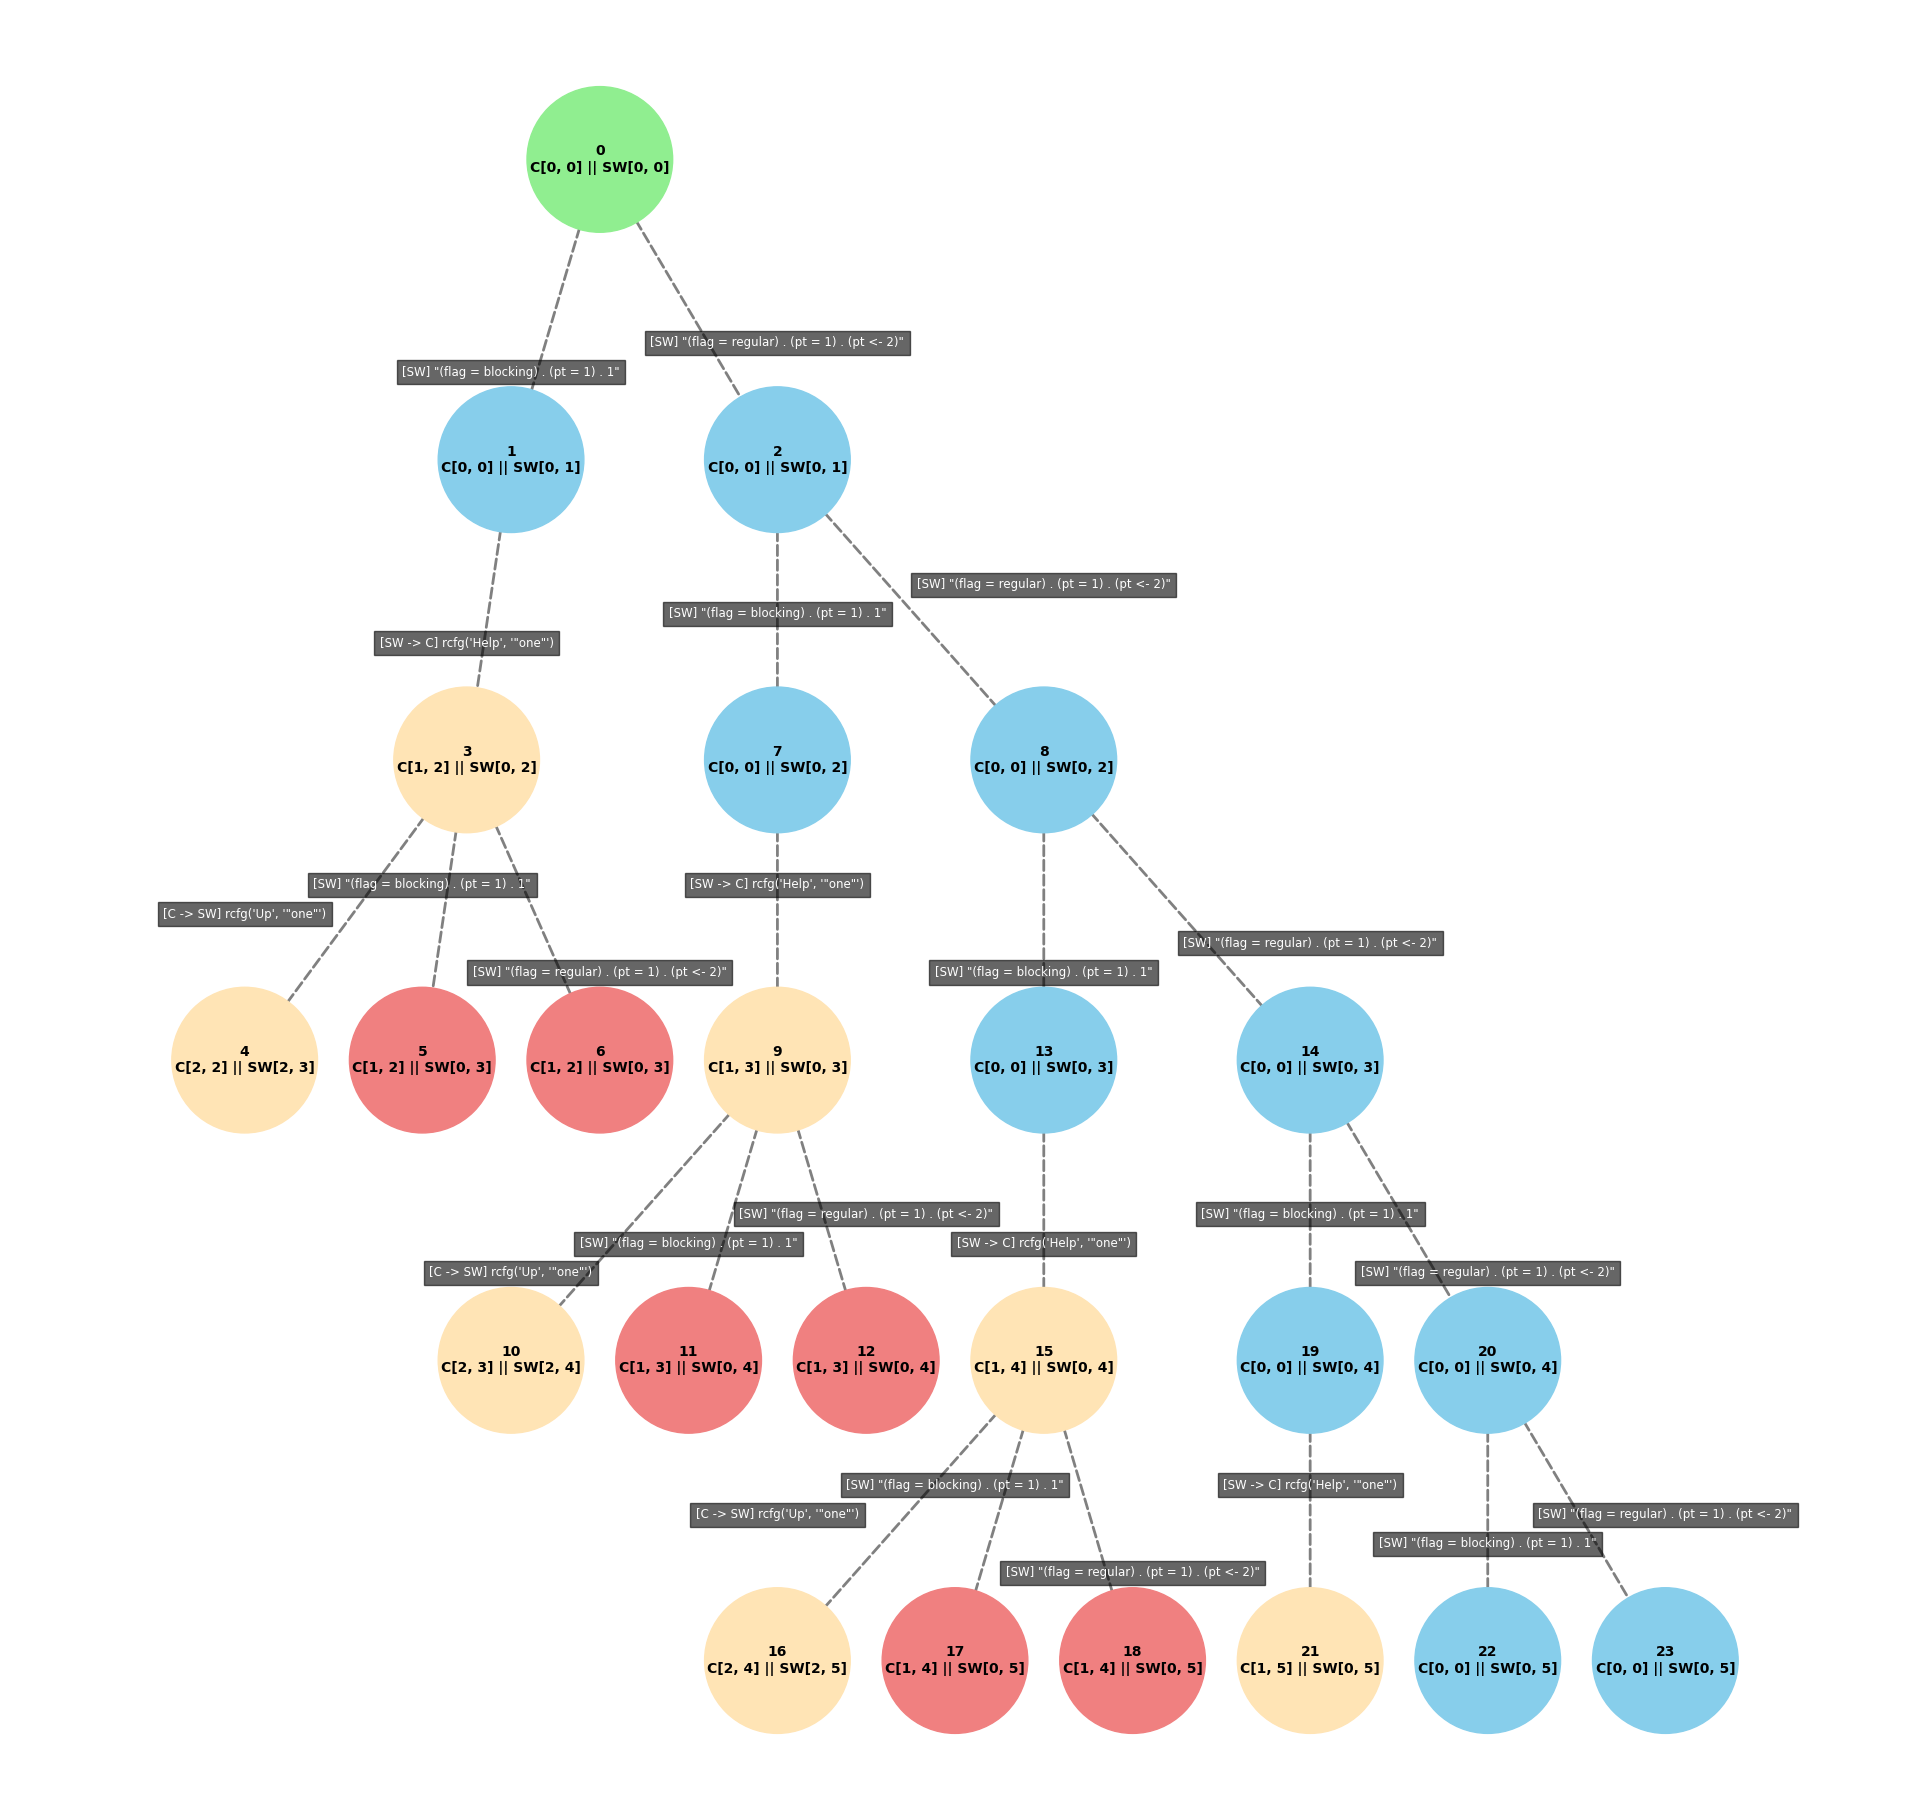 0
C[0, 0] || SW[0, 0]
[SW] "(flag = regular) . (pt = 1) . (pt <- 2)"
[SW] "(flag = blocking) . (pt = 1) . 1"
1
C[0, 0] || SW[0, 1]
2
C[0, 0] || SW[0, 1]
[SW] "(flag = regular) . (pt = 1) . (pt <- 2)"
[SW] "(flag = blocking) . (pt = 1) . 1"
[SW -> C] rcfg('Help', '"one"')
3
C[1, 2] || SW[0, 2]
7
C[0, 0] || SW[0, 2]
8
C[0, 0] || SW[0, 2]
[SW] "(flag = blocking) . (pt = 1) . 1"
[SW -> C] rcfg('Help', '"one"')
[C -> SW] rcfg('Up', '"one"')
[SW] "(flag = regular) . (pt = 1) . (pt <- 2)"
[SW] "(flag = regular) . (pt = 1) . (pt <- 2)"
[SW] "(flag = blocking) . (pt = 1) . 1"
4
C[2, 2] || SW[2, 3]
5
C[1, 2] || SW[0, 3]
6
C[1, 2] || SW[0, 3]
9
C[1, 3] || SW[0, 3]
13
C[0, 0] || SW[0, 3]
14
C[0, 0] || SW[0, 3]
[SW] "(flag = regular) . (pt = 1) . (pt <- 2)"
[SW] "(flag = blocking) . (pt = 1) . 1"
[SW] "(flag = blocking) . (pt = 1) . 1"
[SW -> C] rcfg('Help', '"one"')
[C -> SW] rcfg('Up', '"one"')
[SW] "(flag = regular) . (pt = 1) . (pt <- 2)"
10
C[2, 3] || SW[2, 4]
11
C[1, 3] || SW[0, 4]
12
C[1, 3] || SW[0, 4]
15
C[1, 4] || SW[0, 4]
19
C[0, 0] || SW[0, 4]
20
C[0, 0] || SW[0, 4]
[SW] "(flag = blocking) . (pt = 1) . 1"
[SW -> C] rcfg('Help', '"one"')
[C -> SW] rcfg('Up', '"one"')
[SW] "(flag = regular) . (pt = 1) . (pt <- 2)"
[SW] "(flag = blocking) . (pt = 1) . 1"
[SW] "(flag = regular) . (pt = 1) . (pt <- 2)"
16
C[2, 4] || SW[2, 5]
17
C[1, 4] || SW[0, 5]
18
C[1, 4] || SW[0, 5]
21
C[1, 5] || SW[0, 5]
22
C[0, 0] || SW[0, 5]
23
C[0, 0] || SW[0, 5]